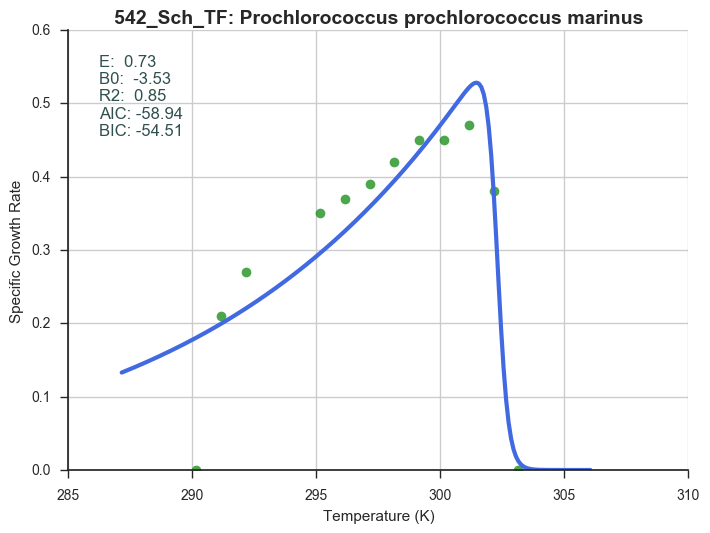 542_Sch_TF: Prochlorococcus prochlorococcus marinus
E:  0.73
B0:  -3.53
R2:  0.85
AIC: -58.94
BIC: -54.51
Specific Growth Rate
0.6
0.5
0.4
0.3
0.2
0.1
0.0
285 290 295 300 305 310
Temperature (K)